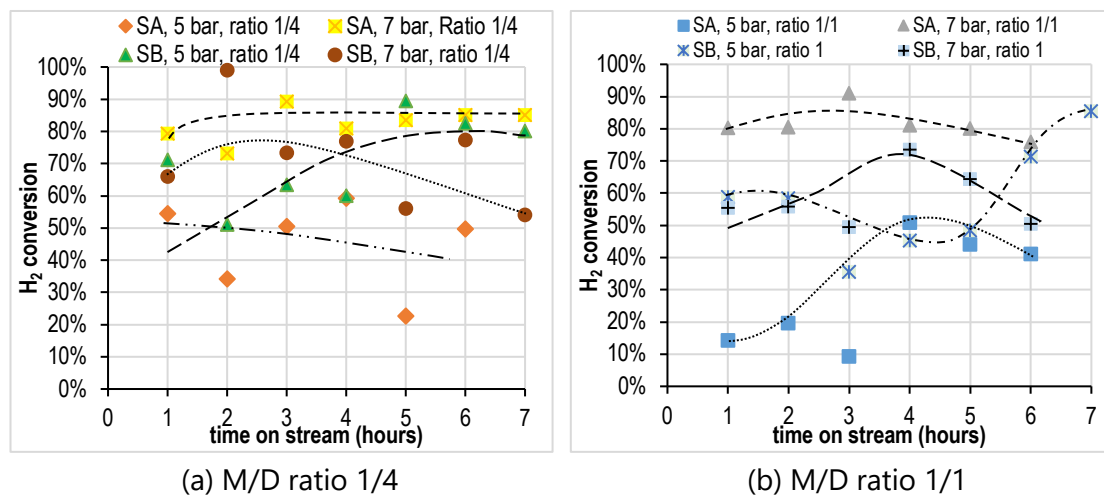 SA, 5 bar, ratio 1/4 SA, 7 bar, Ratio 1/4
SB, 5 bar, ratio 1/4 SB, 7 bar, ratio 1/4
100%
90%
80%
70%
60%
50%
40%
30%
20%
10%
0%
H₂ conversion
0 1 2 3 4 5 6 7
time on stream (hours)
(a) M/D ratio 1/4
SA, 5 bar, ratio 1/1 SA, 7 bar, ratio 1/1
SB, 5 bar, ratio 1 SB, 7 bar, ratio 1
100%
90%
80%
70%
60%
50%
40%
30%
20%
10%
0%
H₂ conversion
0 1 2 3 4 5 6 7
time on stream (hours)
(b) M/D ratio 1/1